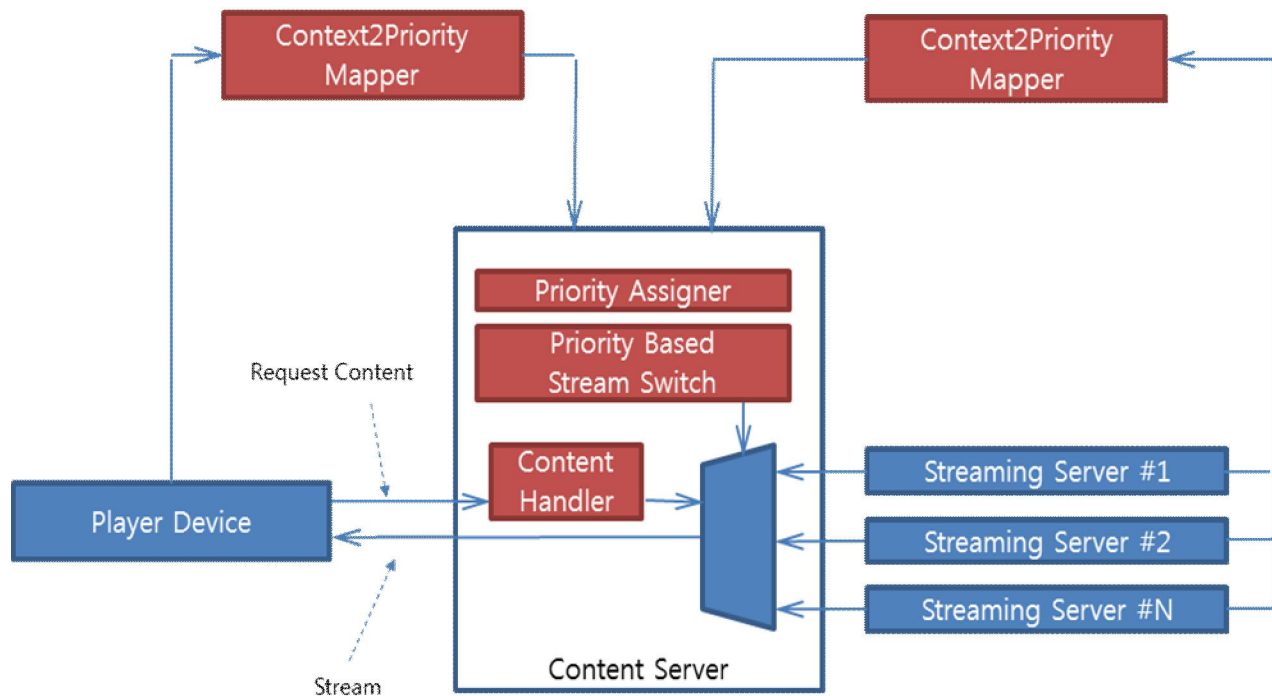 Context2Priority
Mapper
Context2Priority
Mapper
Priority Assigner
Priority Based
Stream Switch
Request Content
Content
Handler
Player Device
Streaming Server #1
Streaming Server #2
Streaming Server #N
Content Server
Stream